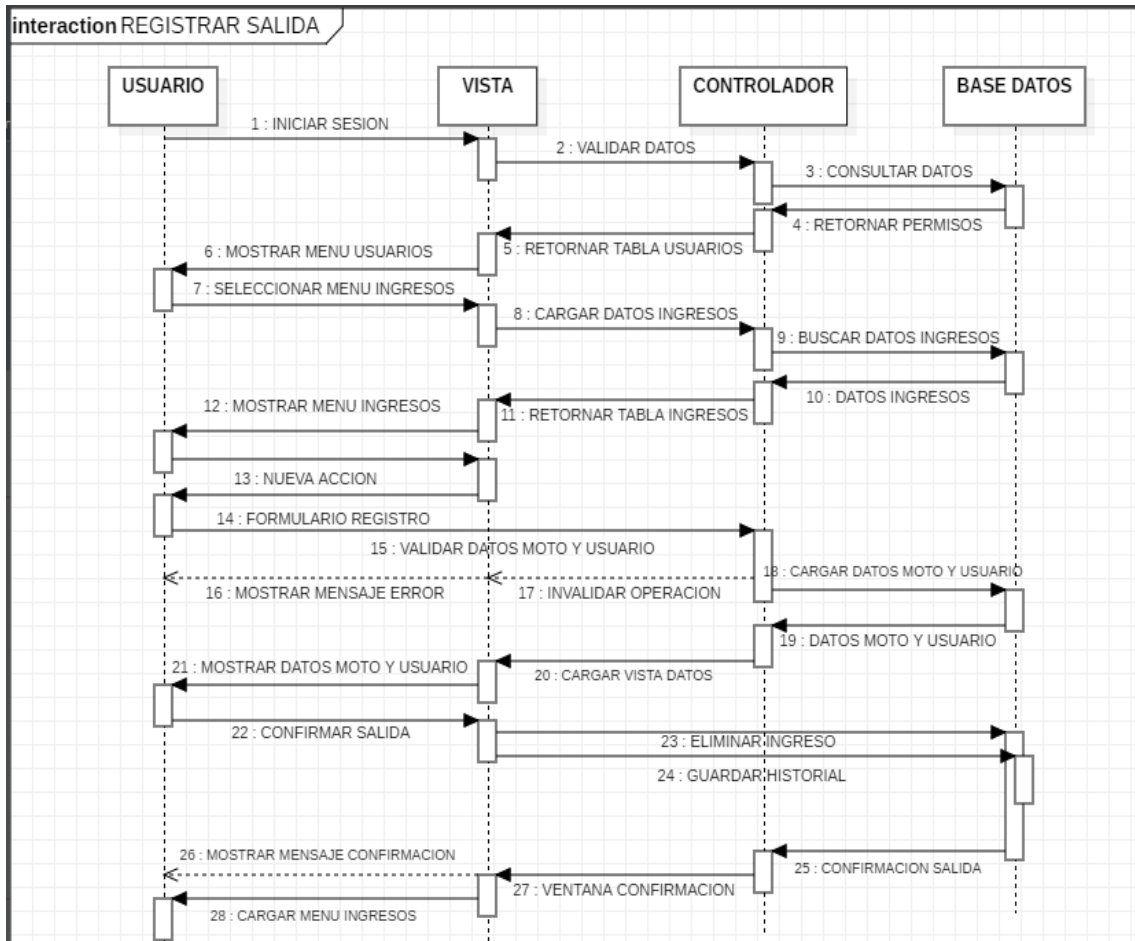 interaction REGISTRAR SALIDA
USUARIO
VISTA
CONTROLADOR
BASE DATOS
1 : INICIAR SESION
2 : VALIDAR DATOS
3 : CONSULTAR DATOS
4 : RETORNAR PERMISOS
5 : RETORNAR TABLA USUARIOS
6 : MOSTRAR MENU USUARIOS
7 : SELECCIONAR MENU INGRESOS
8 : CARGAR DATOS INGRESOS
9 : BUSCAR DATOS INGRESOS
10 : DATOS INGRESOS
11 : RETORNAR TABLA INGRESOS
12 : MOSTRAR MENU INGRESOS
13 : NUEVA ACCION
14 : FORMULARIO REGISTRO
15 : VALIDAR DATOS MOTO Y USUARIO
16 : MOSTRAR MENSAJE ERROR
17 : INVALIDAR OPERACION
18 : CARGAR DATOS MOTO Y USUARIO
19 : DATOS MOTO Y USUARIO
20 : CARGAR VISTA DATOS
21 : MOSTRAR DATOS MOTO Y USUARIO
22 : CONFIRMAR SALIDA
23 : ELIMINAR INGRESO
24 : GUARDAR HISTORIAL
25 : CONFIRMACION SALIDA
26 : MOSTRAR MENSAJE CONFIRMACION
27 : VENTANA CONFIRMACION
28 : CARGAR MENU INGRESOS